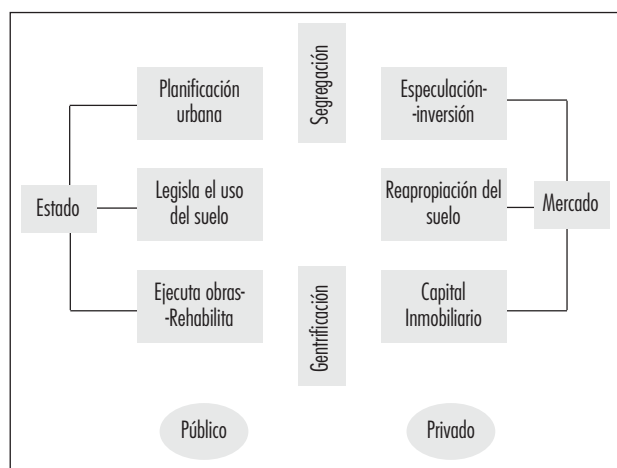 Segregación
Planificación
urbana
Especulación-
-inversión
Estado
Legisla el uso
del suelo
Reapropiación del
suelo
Mercado
Ejecuta obras-
-Rehabilita
Gentrificación
Capital
Inmobiliario
Público
Privado